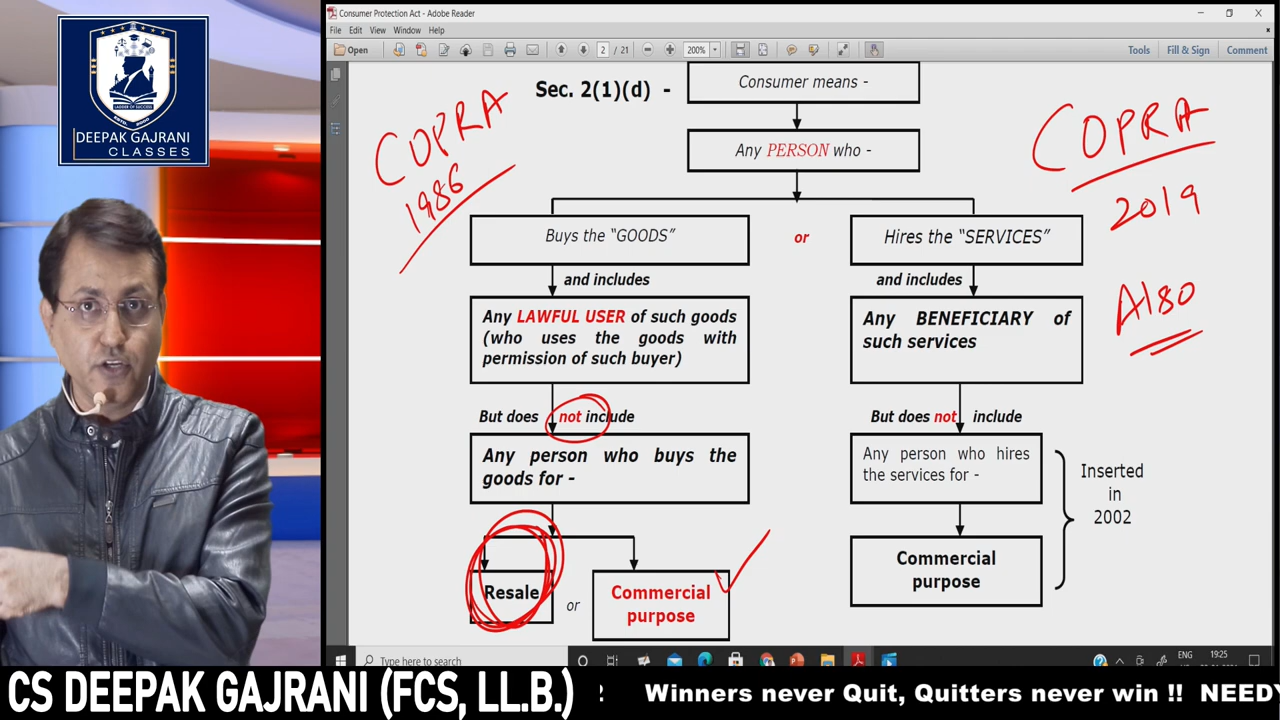 DEEPAK GAJRANI
CLASSES
Consumer Protection Act - Adobe Reader
File Edit View Window Help
Open 2 / 21 200% Tools Fill & Sign Comment
Sec. 2(1)(d) -
Consumer means -
Any PERSON who -
COPRA
1986
COPRA
2019
Also
Buys the “GOODS”
or
Hires the “SERVICES”
and includes
and includes
Any LAWFUL USER of such goods
(who uses the goods with
permission of such buyer)
Any BENEFICIARY of
such services
But does not include
But does not include
Any person who buys the
goods for -
Any person who hires
the services for -
Inserted
in
2002
Resale
or
Commercial
purpose
Commercial
purpose
Type here to search
ENG
19:25
CS DEEPAK GAJRANI (FCS, LL.B.)
Winners never Quit, Quitters never win !! NEEDY